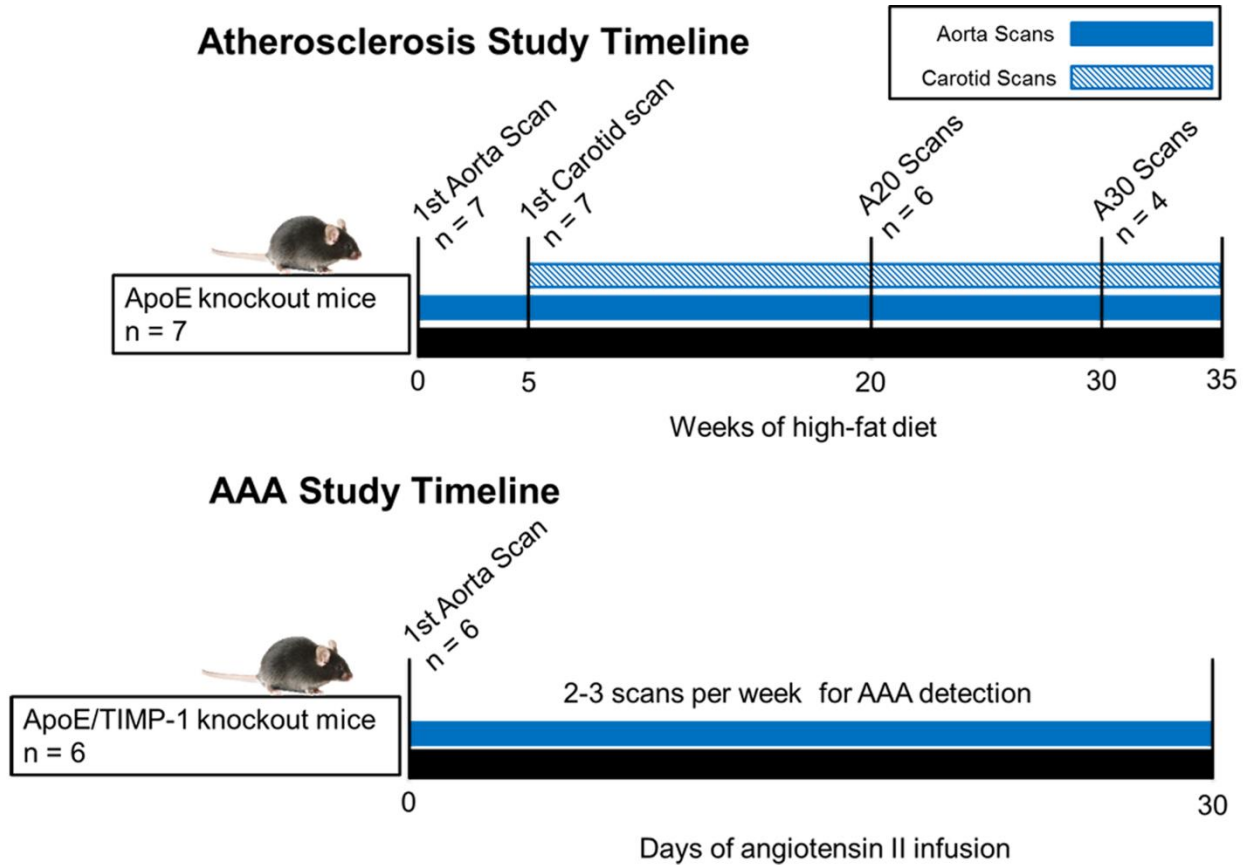 Atherosclerosis Study Timeline
Aorta Scans
Carotid Scans
1st Aorta Scan
n = 7
1st Carotid scan
n = 7
A20 Scans
n = 6
A30 Scans
n = 4
ApoE knockout mice
n = 7
0
5
20
30
35
Weeks of high-fat diet
AAA Study Timeline
1st Aorta Scan
n = 6
2-3 scans per week for AAA detection
ApoE/TIMP-1 knockout mice
n = 6
0
30
Days of angiotensin II infusion